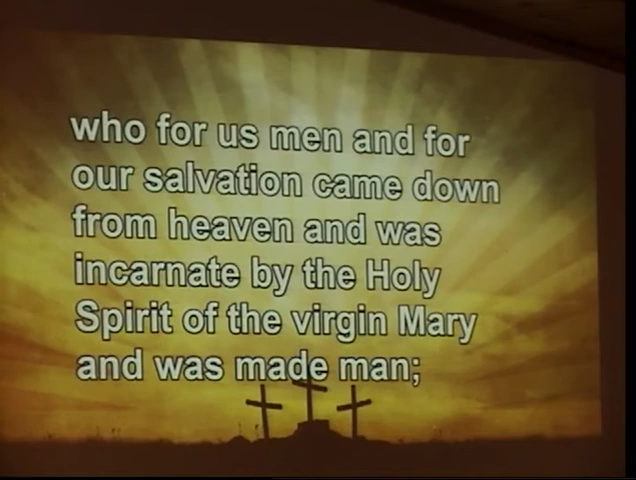 who for us men and for
our salvation came down
from heaven and was
incarnate by the Holy
Spirit of the virgin Mary
and was made man;